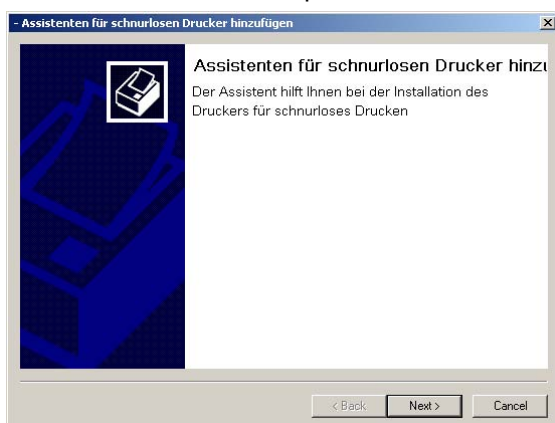 - Assistenten für schnurlosen Drucker hinzufügen
Assistenten für schnurlosen Drucker hinzu
Der Assistent hilft Ihnen bei der Installation des
Druckers für schnurloses Drucken
< Back
Next >
Cancel